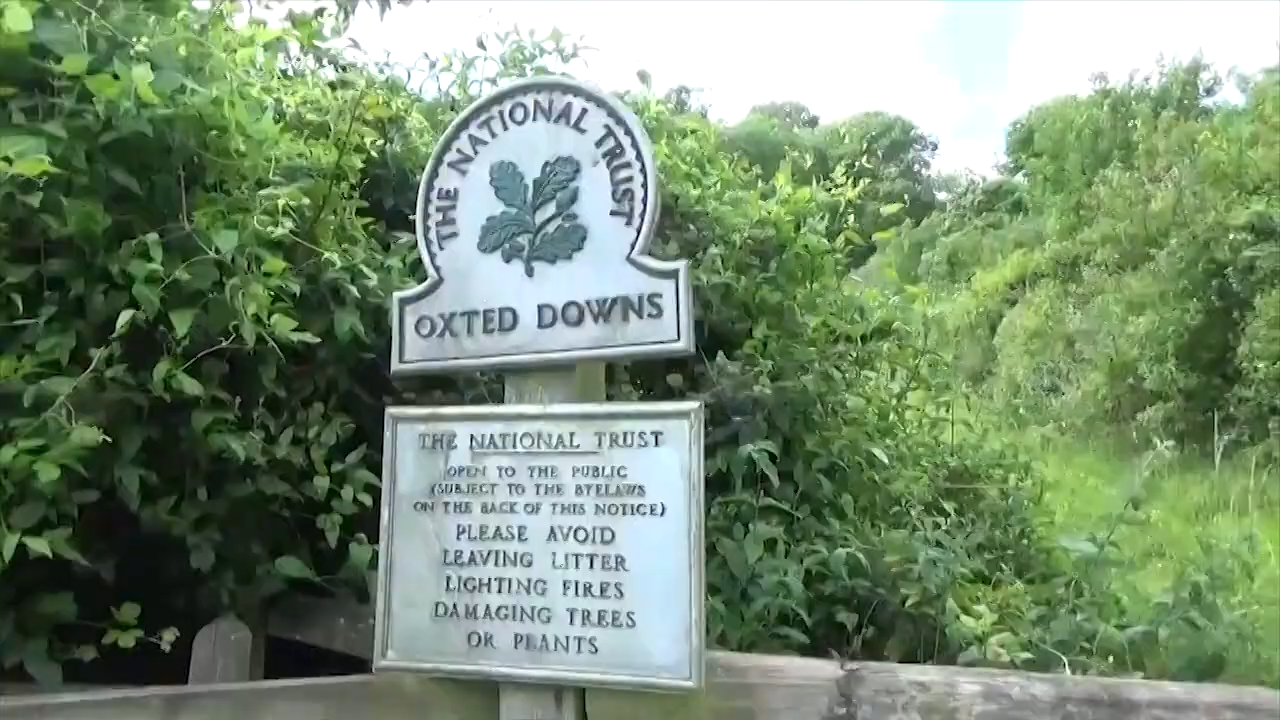 THE NATIONAL TRUST
OXTED DOWNS
THE NATIONAL TRUST
OPEN TO THE PUBLIC
(SUBJECT TO THE BYELAWS
ON THE BACK OF THIS NOTICE)
PLEASE AVOID
LEAVING LITTER
LIGHTING FIRES
DAMAGING TREES
OR PLANTS